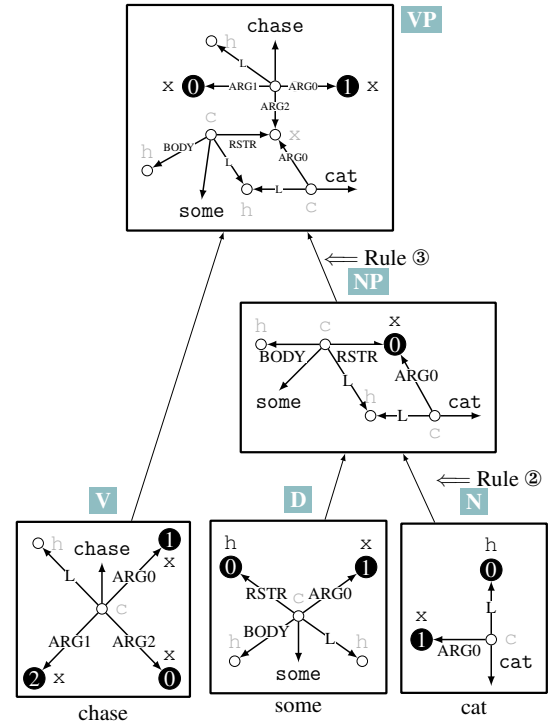 VP
chase
h
L
x 0 ARG1 ARG0 1 x
ARG2
c x
h BODY RSTR ARG0
L L cat
some h c
⇐ Rule ③
NP
h c x
0
BODY RSTR
L ARG0
some h L cat
c
⇐ Rule ②
V D N
h chase 1
x
L ARG0
c
ARG1 ARG2
2 x x 0
h x
0 1
RSTR c ARG0
BODY L
h h
some
h
0
L
x
1 ARG0 c
cat
chase some cat